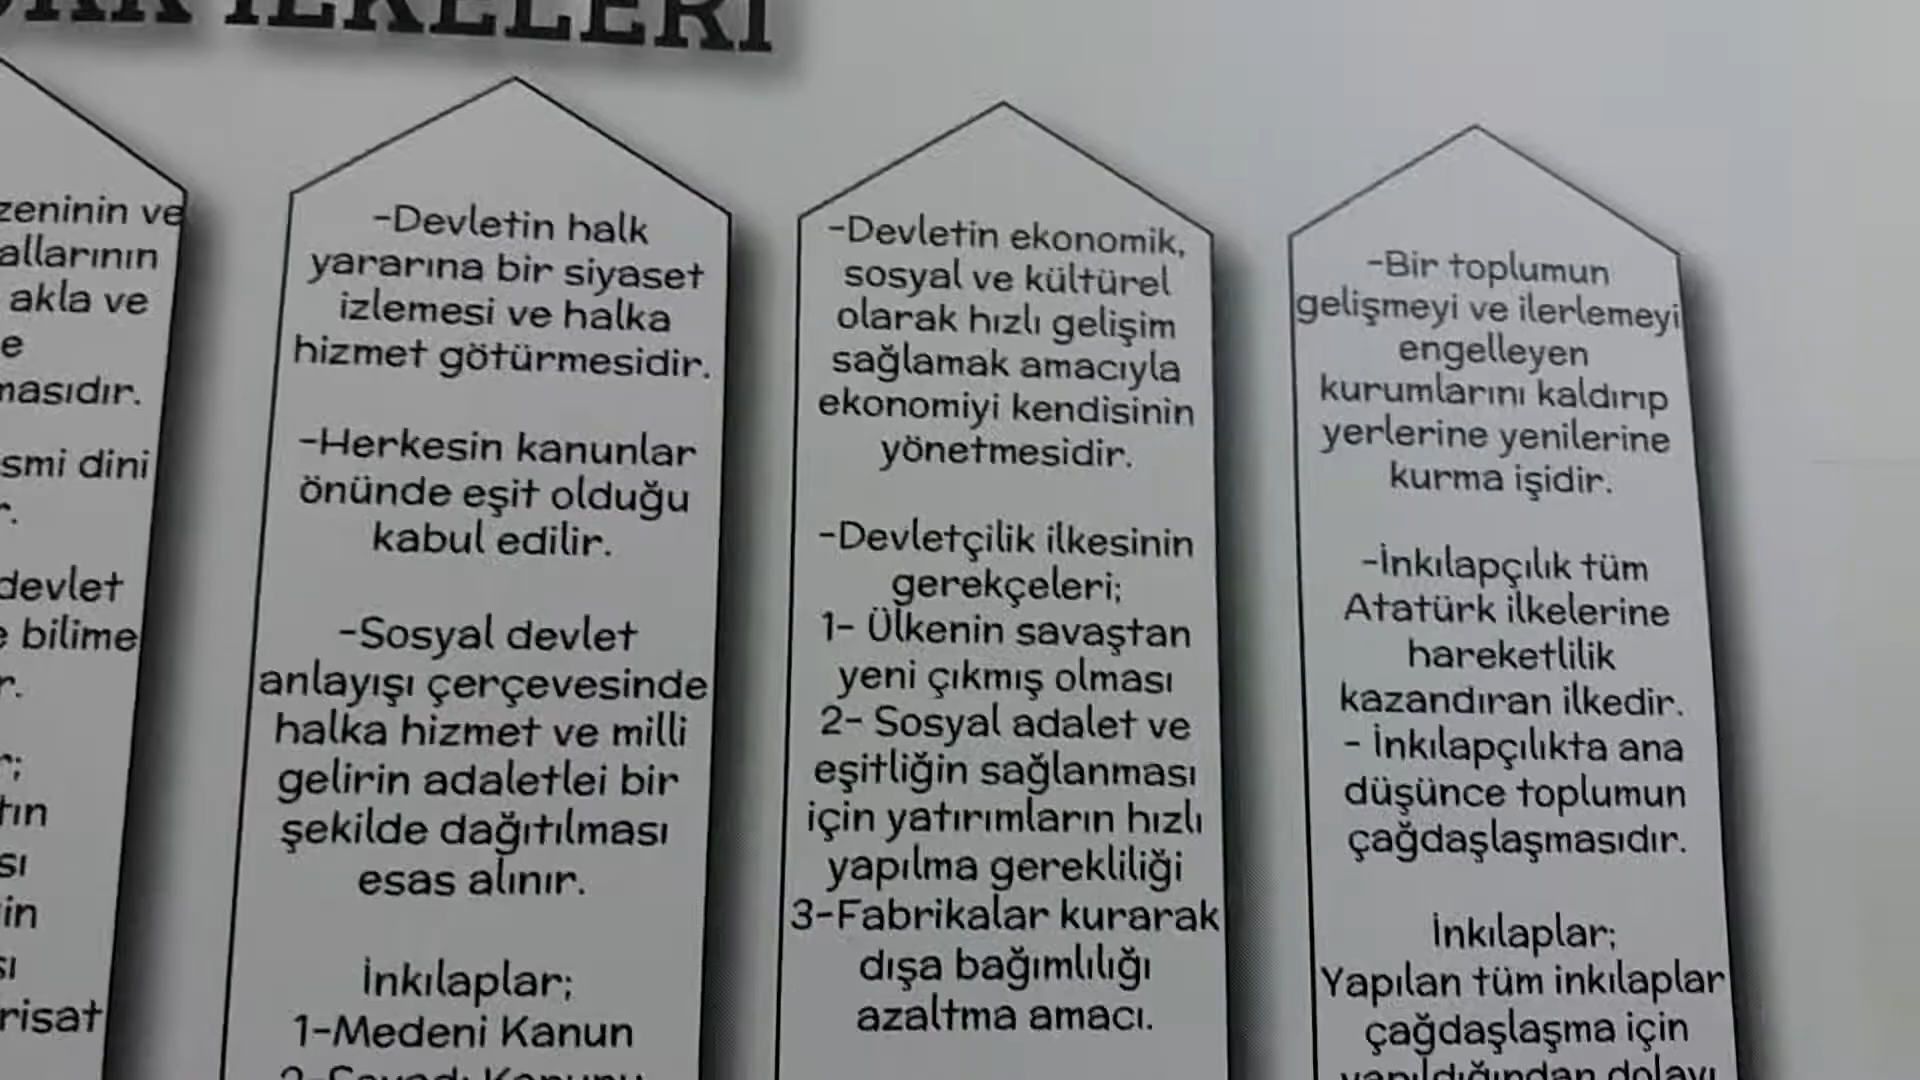 İLKELERİ
zeninin ve
allarının
akla ve
e
masıdır.
smi dini
r.
devlet
e bilime
r.
r;
tın
sı
in
sı
risat
-Devletin halk
yararına bir siyaset
izlemesi ve halka
hizmet götürmesidir.
-Herkesin kanunlar
önünde eşit olduğu
kabul edilir.
-Sosyal devlet
anlayışı çerçevesinde
halka hizmet ve milli
gelirin adaletlei bir
şekilde dağıtılması
esas alınır.
İnkılaplar;
1-Medeni Kanun
-Devletin ekonomik,
sosyal ve kültürel
olarak hızlı gelişim
sağlamak amacıyla
ekonomiyi kendisinin
yönetmesidir.
-Devletçilik ilkesinin
gerekçeleri;
1- Ülkenin savaştan
yeni çıkmış olması
2- Sosyal adalet ve
eşitliğin sağlanması
için yatırımların hızlı
yapılma gerekliliği
3-Fabrikalar kurarak
dışa bağımlılığı
azaltma amacı.
-Bir toplumun
gelişmeyi ve ilerlemeyi
engelleyen
kurumlarını kaldırıp
yerlerine yenilerine
kurma işidir.
-İnkılapçılık tüm
Atatürk ilkelerine
hareketlilik
kazandıran ilkedir.
- İnkılapçılıkta ana
düşünce toplumun
çağdaşlaşmasıdır.
İnkılaplar;
Yapılan tüm inkılaplar
çağdaşlaşma için
yapıldığından dolayı